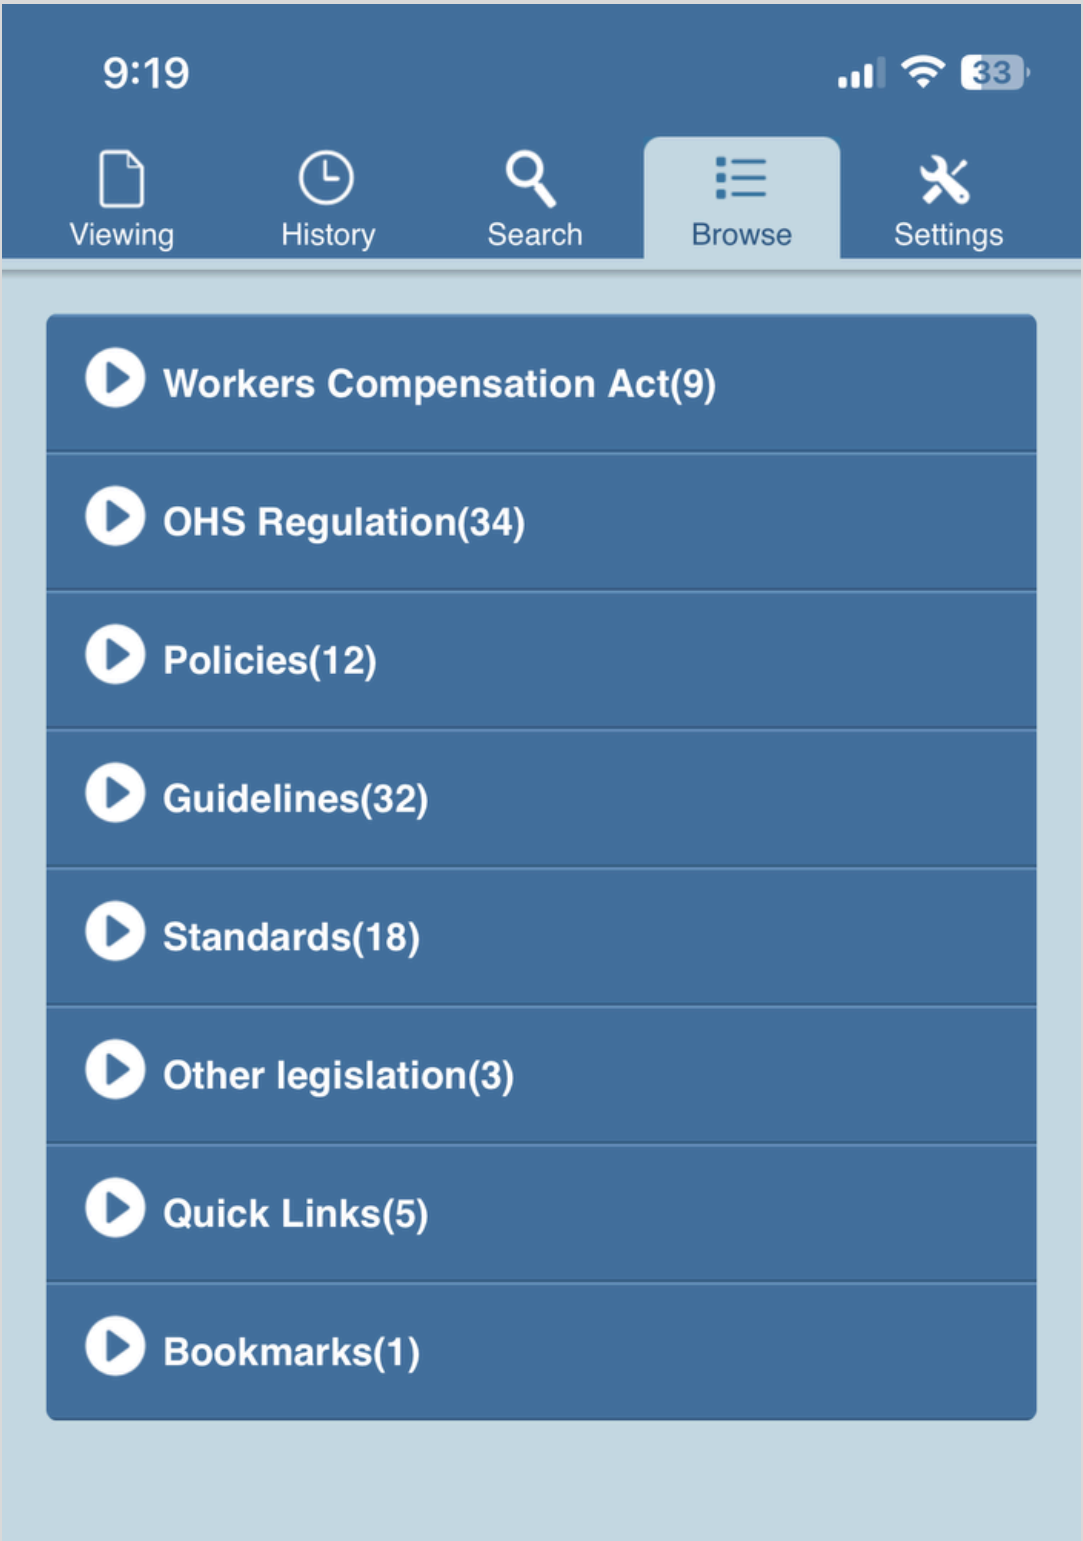 9:19
33
Viewing
History
Search
Browse
Settings
Workers Compensation Act(9)
OHS Regulation(34)
Policies(12)
Guidelines(32)
Standards(18)
Other legislation(3)
Quick Links(5)
Bookmarks(1)